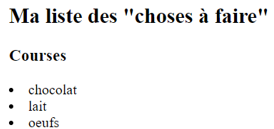 Ma liste des "choses à faire"
Courses
• chocolat
• lait
• oeufs